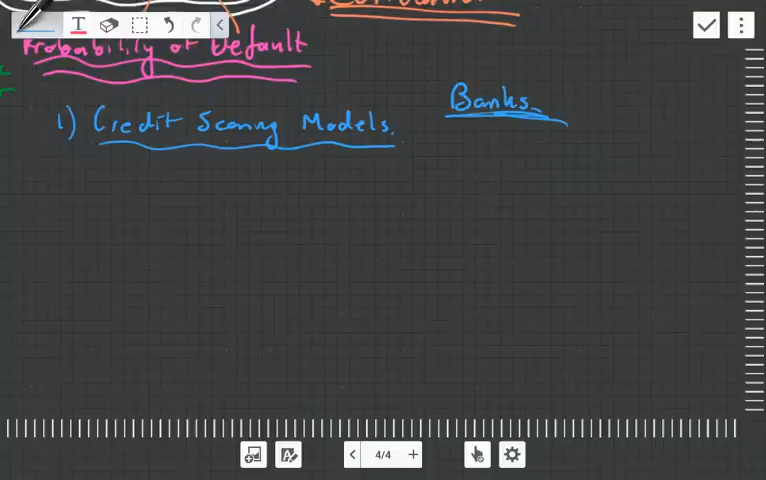 Probability of Default
Banks
1) Credit Scoring Models.
T
4/4